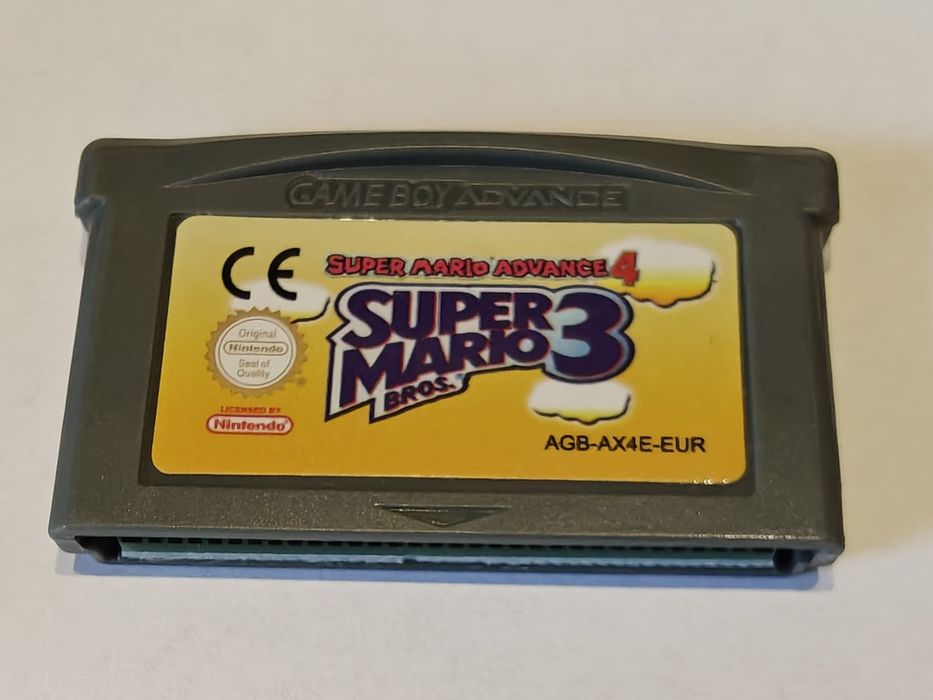 GAME BOY ADVANCE
CE
SUPER MARIO ADVANCE 4
SUPER
MARIO 3
BROS.
Original
Nintendo
Seal of
Quality
LICENSED BY
Nintendo
AGB-AX4E-EUR